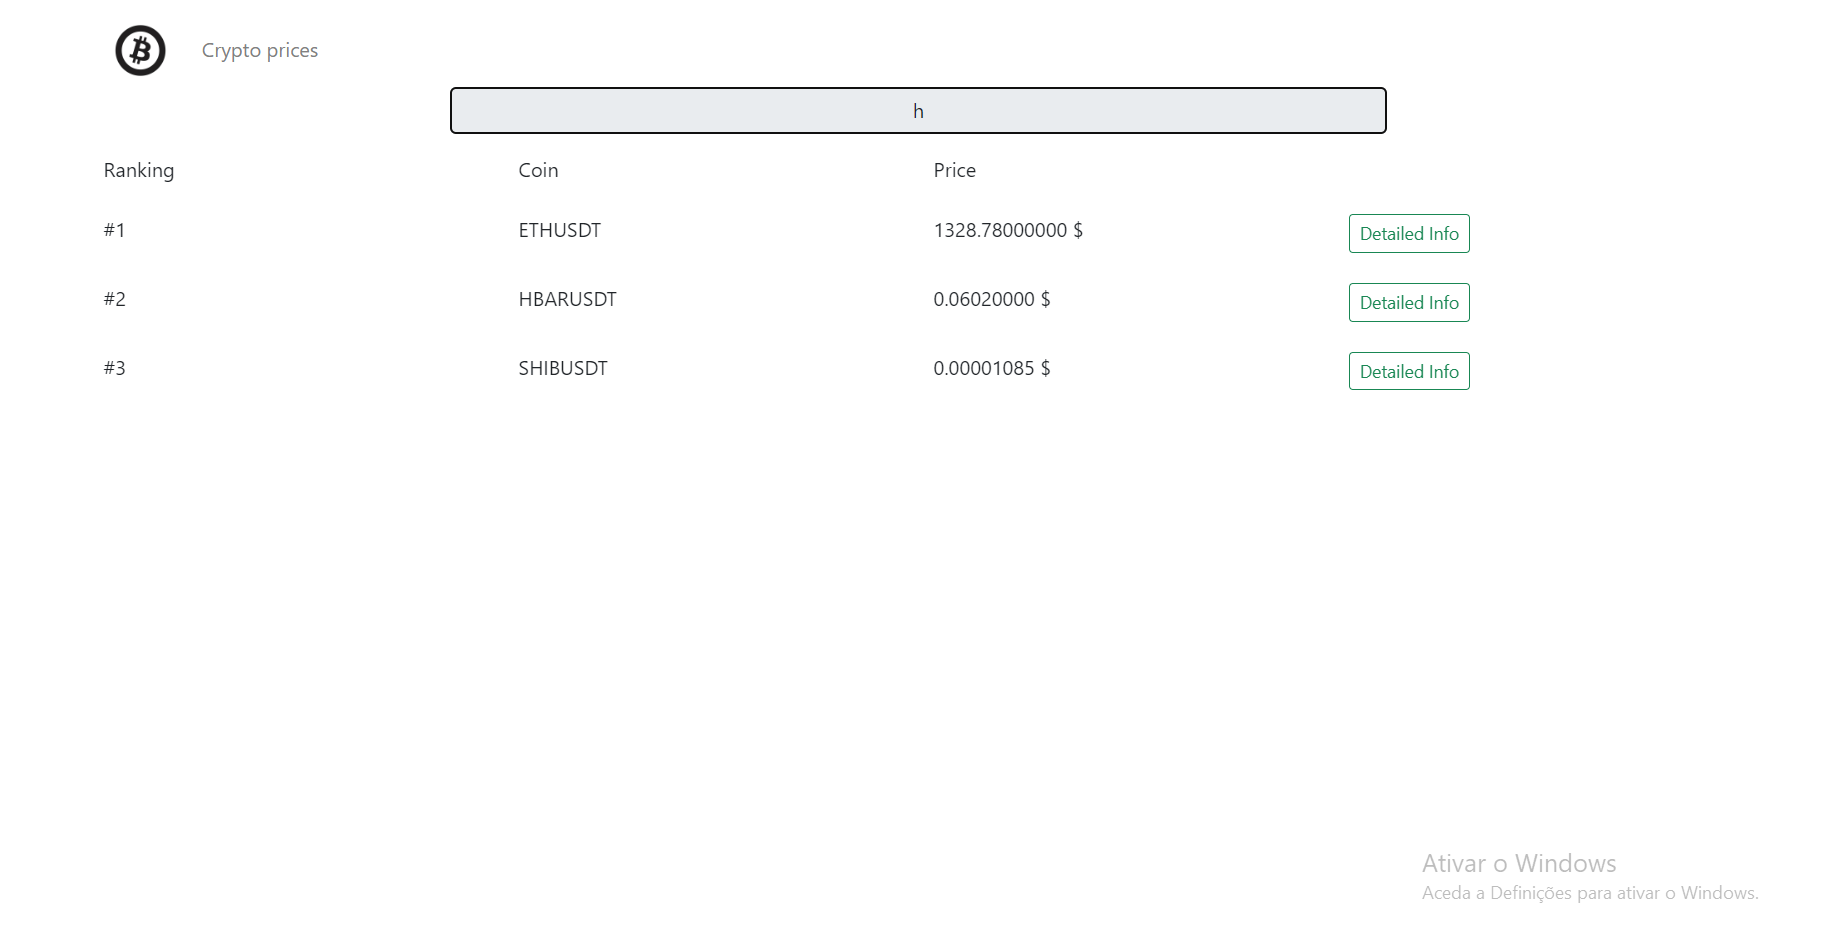 Crypto prices
h
Ranking Coin Price
#1 ETHUSDT 1328.78000000 $ Detailed Info
#2 HBARUSDT 0.06020000 $ Detailed Info
#3 SHIBUSDT 0.00001085 $ Detailed Info
Ativar o Windows
Aceda a Definições para ativar o Windows.